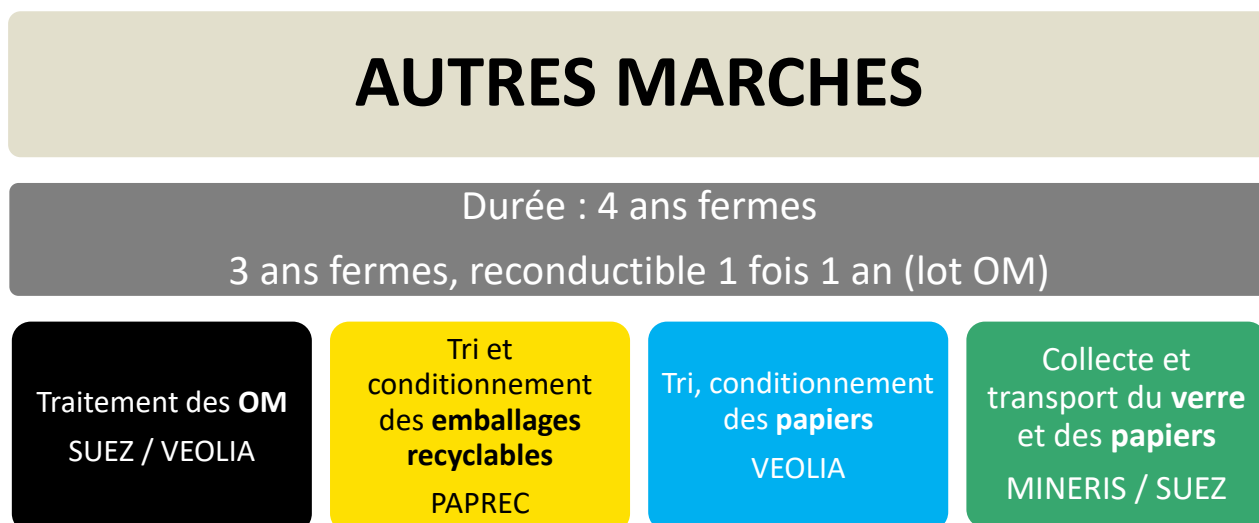 AUTRES MARCHES
Durée : 4 ans fermes
3 ans fermes, reconductible 1 fois 1 an (lot OM)
Traitement des OM
SUEZ / VEOLIA
Tri et
conditionnement
des emballages
recyclables
PAPREC
Tri, conditionnement
des papiers
VEOLIA
Collecte et
transport du verre
et des papiers
MINERIS / SUEZ